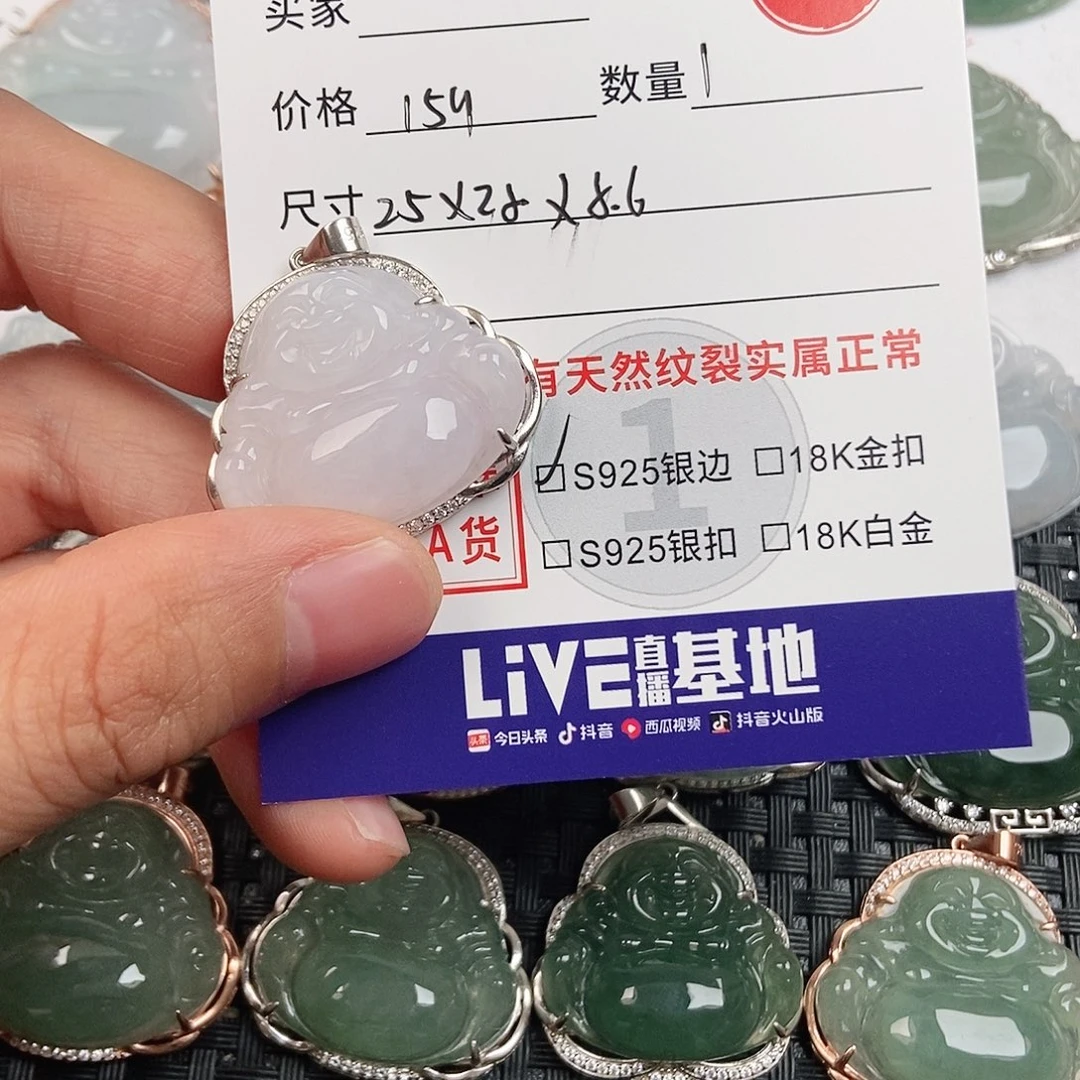 买家
价格 154 数量 1
尺寸 25X28X8.6
有天然纹裂实属正常
S925银边 18K金扣
A货 S925银扣 18K白金
1
LiVE直播基地
头条 今日头条 抖音 西瓜视频 抖音火山版